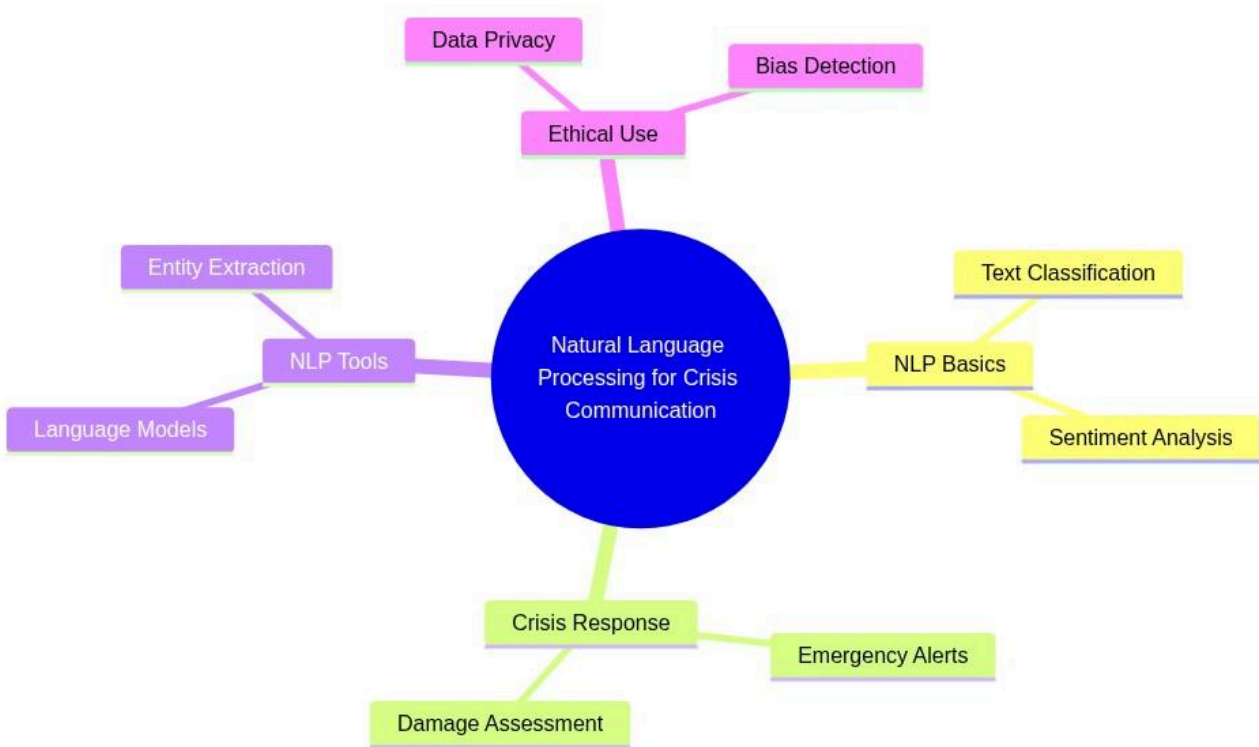 Data Privacy
Bias Detection
Ethical Use
Entity Extraction
Text Classification
NLP Tools
Natural Language
Processing for Crisis
Communication
NLP Basics
Language Models
Sentiment Analysis
Crisis Response
Emergency Alerts
Damage Assessment